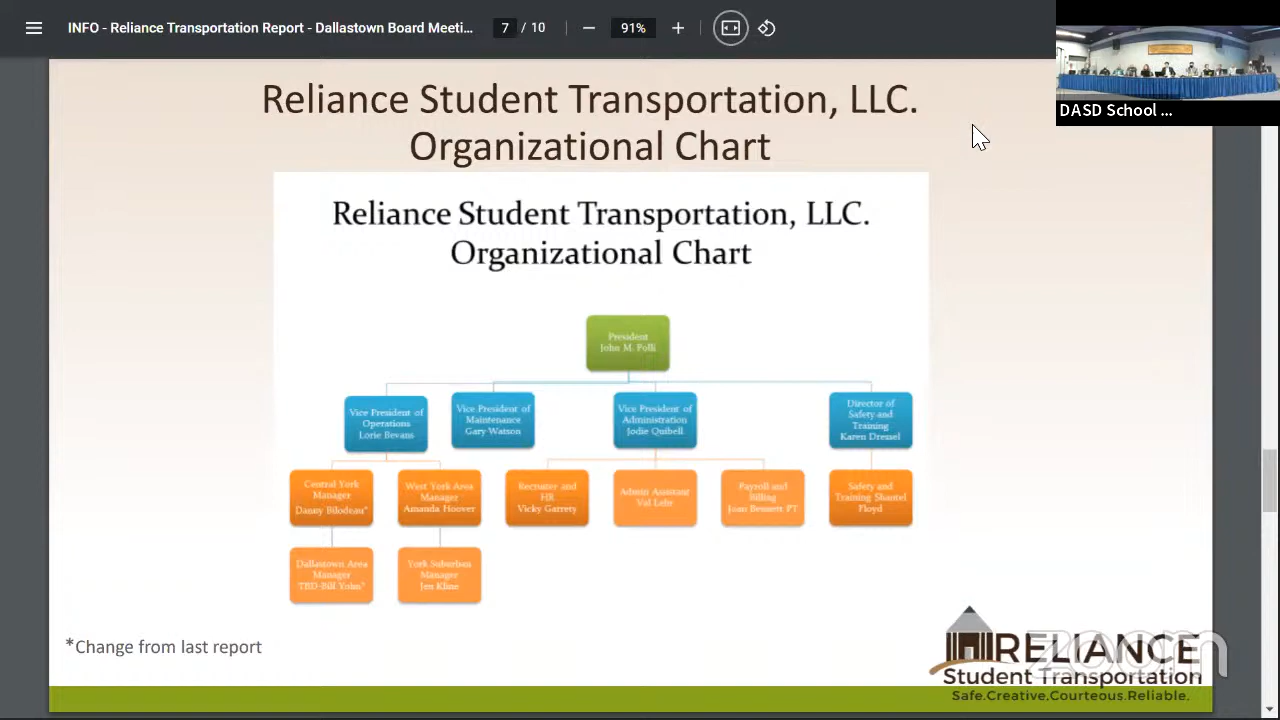 INFO - Reliance Transportation Report - Dallastown Board Meeti...
7 / 10
91%
DASD School ...
Reliance Student Transportation, LLC.
Organizational Chart
Reliance Student Transportation, LLC.
Organizational Chart
President
John M. Polli
Vice President of
Operations
Lorie Bevans
Vice President of
Maintenance
Gary Watson
Vice President of
Administration
Jodie Quibell
Director of
Safety and
Training
Karen Dressel
Central York
Manager
Danny Bilodeau*
West York Area
Manager
Amanda Hoover
Recruiter and
HR
Vicky Garrety
Admin Assistant
Val Lehr
Payroll and
Billing
Joan Bennett PT
Safety and
Training Shantel
Floyd
Dallastown Area
Manager
TBD-Bill Yohn*
York Suburban
Manager
Jen Kline
*Change from last report
RELIANCE
Student Transportation
Safe.Creative.Courteous.Reliable.
zoom